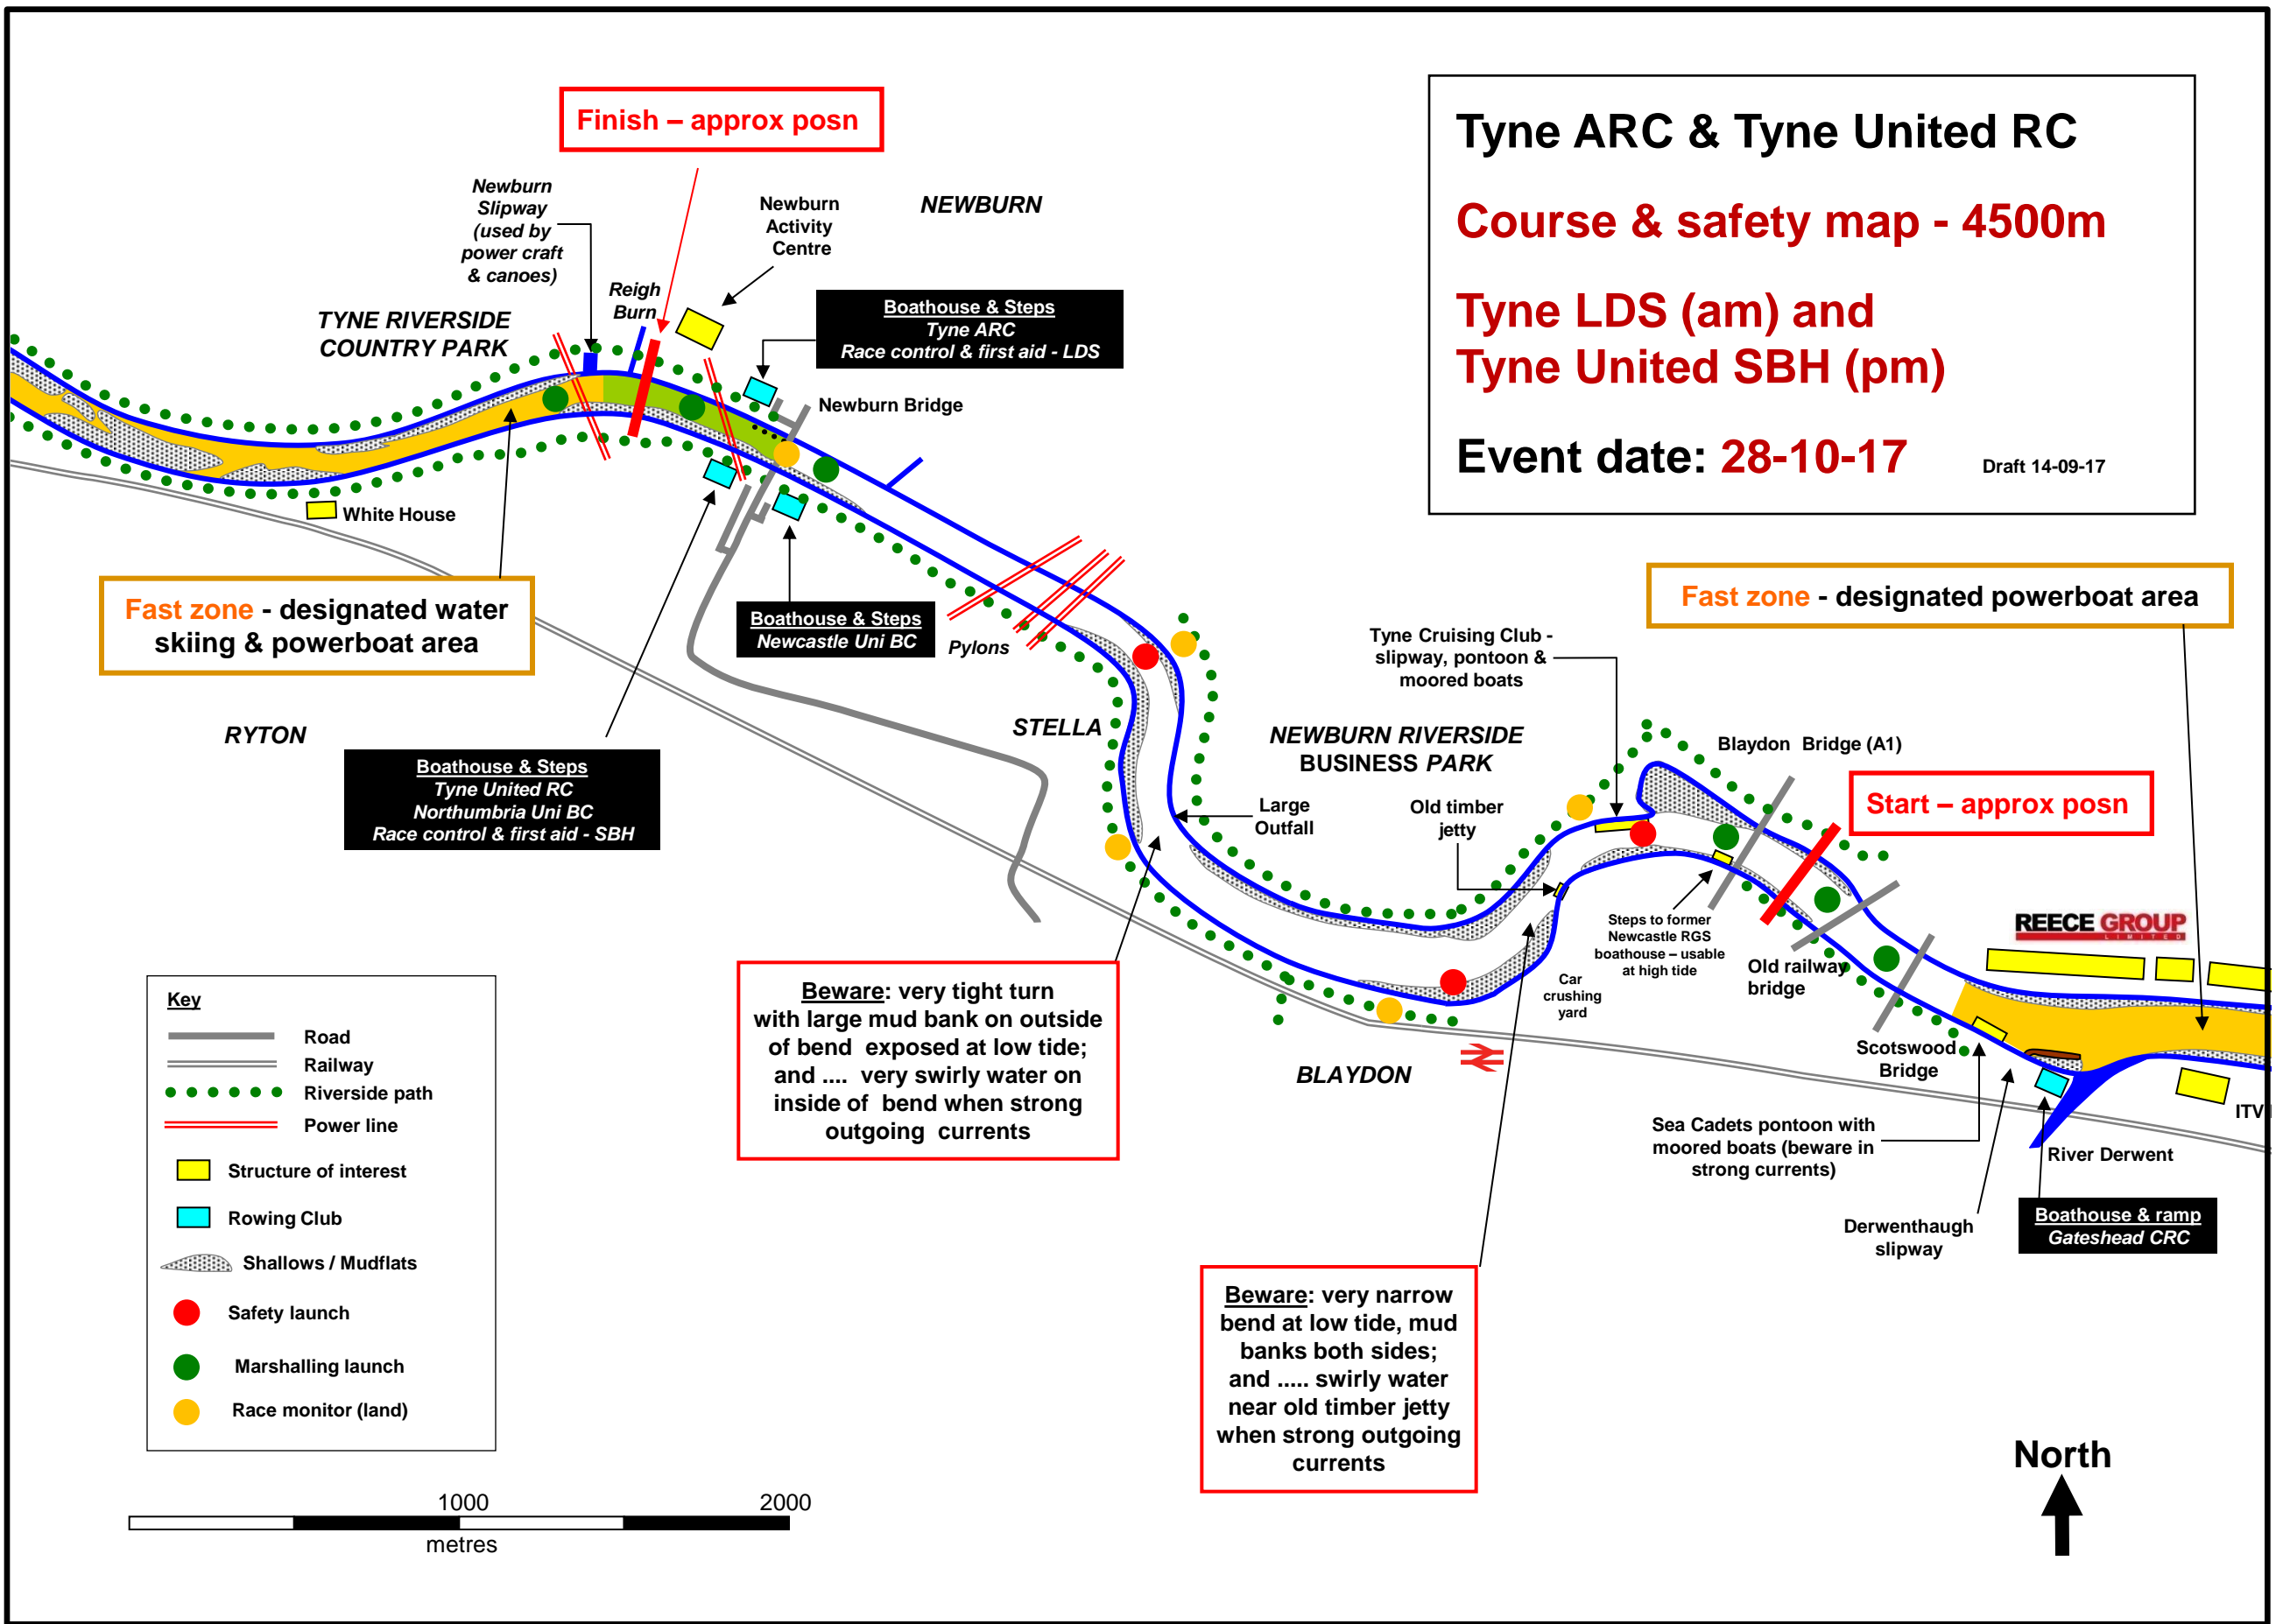 Tyne ARC & Tyne United RC
Course & safety map - 4500m
Tyne LDS (am) and
Tyne United SBH (pm)
Event date: 28-10-17
Draft 14-09-17
Finish – approx posn
Newburn
Slipway
(used by
power craft
& canoes)
Reigh
Burn
Newburn
Activity
Centre
NEWBURN
TYNE RIVERSIDE
COUNTRY PARK
Boathouse & Steps
Tyne ARC
Race control & first aid - LDS
Newburn Bridge
White House
Fast zone - designated water
skiing & powerboat area
Boathouse & Steps
Newcastle Uni BC
Pylons
RYTON
Boathouse & Steps
Tyne United RC
Northumbria Uni BC
Race control & first aid - SBH
STELLA
Large
Outfall
NEWBURN RIVERSIDE
BUSINESS PARK
Tyne Cruising Club -
slipway, pontoon &
moored boats
Old timber
jetty
Fast zone - designated powerboat area
Blaydon Bridge (A1)
Start – approx posn
Steps to former
Newcastle RGS
boathouse – usable
at high tide
Old railway
bridge
Car
crushing
yard
REECE GROUP
LIMITED
Scotswood
Bridge
BLAYDON
Sea Cadets pontoon with
moored boats (beware in
strong currents)
ITV
River Derwent
Derwenthaugh
slipway
Boathouse & ramp
Gateshead CRC
Beware: very tight turn
with large mud bank on outside
of bend exposed at low tide;
and .... very swirly water on
inside of bend when strong
outgoing currents
Beware: very narrow
bend at low tide, mud
banks both sides;
and ..... swirly water
near old timber jetty
when strong outgoing
currents
Key
Road
Railway
Riverside path
Power line
Structure of interest
Rowing Club
Shallows / Mudflats
Safety launch
Marshalling launch
Race monitor (land)
1000
2000
metres
North